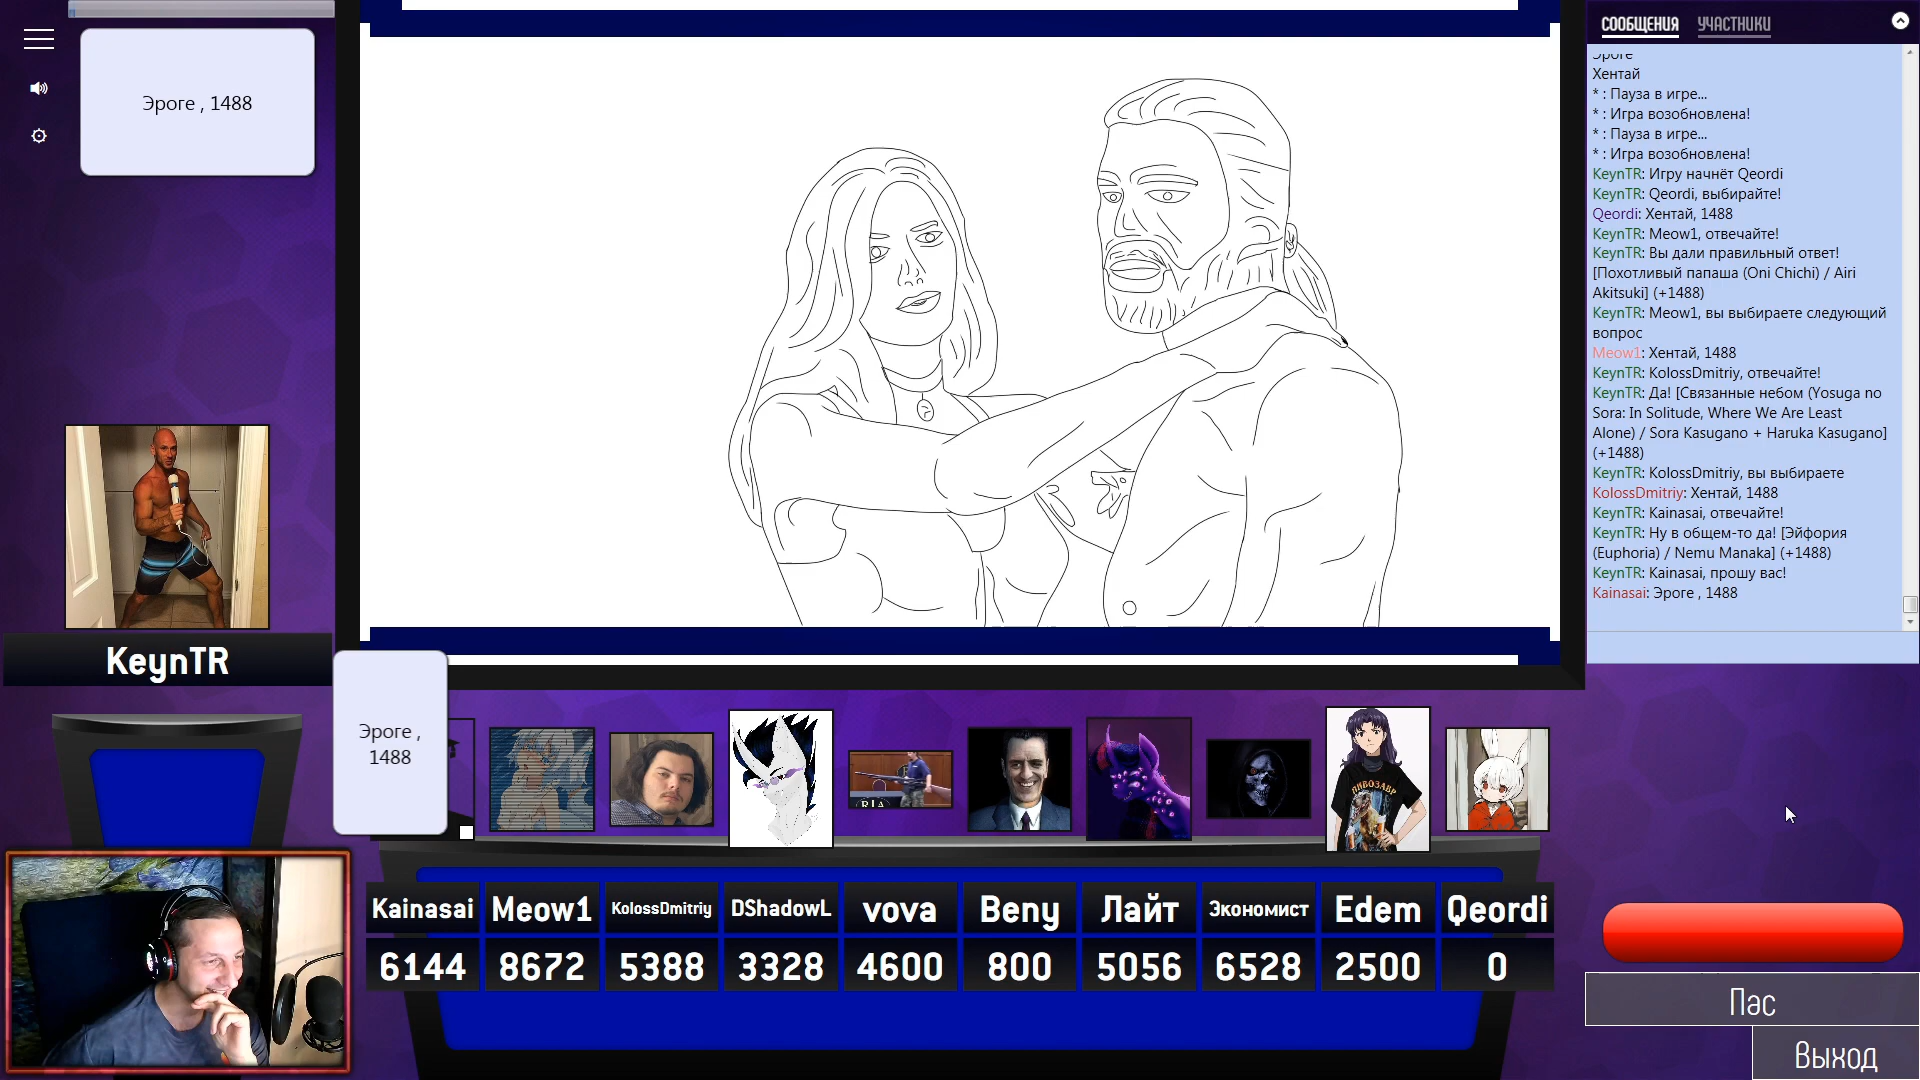 Эроге , 1488
СООБЩЕНИЯ УЧАСТНИКИ
Эроге
Хентай
* : Пауза в игре...
* : Игра возобновлена!
* : Пауза в игре...
* : Игра возобновлена!
KeynTR: Игру начнёт Qeordi
KeynTR: Qeordi, выбирайте!
Qeordi: Хентай, 1488
KeynTR: Meow1, отвечайте!
KeynTR: Вы дали правильный ответ!
[Похотливый папаша (Oni Chichi) / Airi
Akitsuki] (+1488)
KeynTR: Meow1, вы выбираете следующий
вопрос
Meow1: Хентай, 1488
KeynTR: KolossDmitriy, отвечайте!
KeynTR: Да! [Связанные небом (Yosuga no
Sora: In Solitude, Where We Are Least
Alone) / Sora Kasugano + Haruka Kasugano]
(+1488)
KeynTR: KolossDmitriy, вы выбираете
KolossDmitriy: Хентай, 1488
KeynTR: Kainasai, отвечайте!
KeynTR: Ну в общем-то да! [Эйфория
(Euphoria) / Nemu Manaka] (+1488)
KeynTR: Kainasai, прошу вас!
Kainasai: Эроге , 1488
KeynTR
Эроге ,
1488
RIA
ПИВОЗАВР
Kainasai Meow1 KolossDmitriy DShadowL vova Beny Лайт Экономист Edem Qeordi
6144 8672 5388 3328 4600 800 5056 6528 2500 0
Пас
Выход